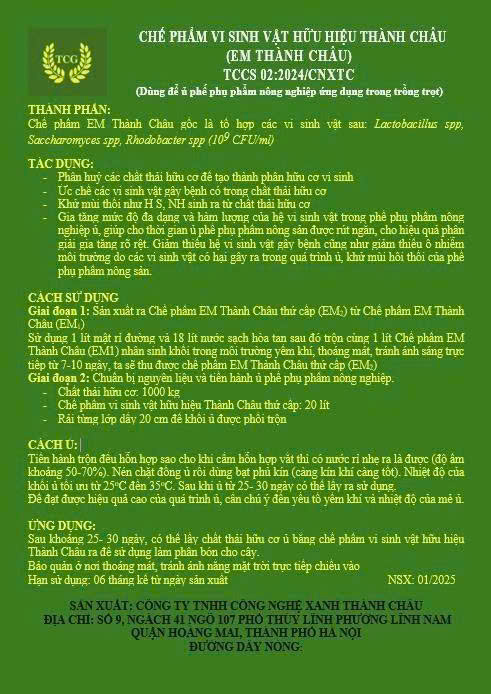 TCG
CHẾ PHẨM VI SINH VẬT HỮU HIỆU THÀNH CHÂU
(EM THÀNH CHÂU)
TCCS 02:2024/CNXTC
(Dùng để ủ phế phụ phẩm nông nghiệp ứng dụng trong trồng trọt)
THÀNH PHẦN:
Chế phẩm EM Thành Châu gốc là tổ hợp các vi sinh vật sau: Lactobacillus spp,
Saccharomyces spp, Rhodobacter spp (10⁹ CFU/ml)
TÁC DỤNG:
- Phân huỷ các chất thải hữu cơ để tạo thành phân hữu cơ vi sinh
- Ức chế các vi sinh vật gây bệnh có trong chất thải hữu cơ
- Khử mùi thối như H S, NH sinh ra từ chất thải hữu cơ
- Gia tăng mức độ đa dạng và hàm lượng của hệ vi sinh vật trong phế phụ phẩm nông
nghiệp ủ, giúp cho thời gian ủ phế phụ phẩm nông sản được rút ngắn, cho hiệu quả phân
giải gia tăng rõ rệt. Giảm thiểu hệ vi sinh vật gây bệnh cũng như giảm thiểu ô nhiễm
môi trường do các vi sinh vật có hại gây ra trong quá trình ủ, khử mùi hôi thối của phế
phụ phẩm nông sản.
CÁCH SỬ DỤNG
Giai đoạn 1: Sản xuất ra Chế phẩm EM Thành Châu thứ cấp (EM₂) từ Chế phẩm EM Thành
Châu (EM₁)
Sử dụng 1 lít mật rỉ đường và 18 lít nước sạch hòa tan sau đó trộn cùng 1 lít Chế phẩm EM
Thành Châu (EM1) nhân sinh khối trong môi trường yếm khí, thoáng mát, tránh ánh sáng trực
tiếp từ 7-10 ngày, ta sẽ thu được chế phẩm EM Thành Châu thứ cấp (EM₂)
Giai đoạn 2: Chuẩn bị nguyên liệu và tiến hành ủ phế phụ phẩm nông nghiệp.
- Chất thải hữu cơ: 1000 kg
- Chế phẩm vi sinh vật hữu hiệu Thành Châu thứ cấp: 20 lít
- Rải từng lớp dày 20 cm để khối ủ được phối trộn
CÁCH Ủ:
Tiến hành trộn đều hỗn hợp sao cho khi cầm hỗn hợp vắt thì có nước rỉ nhẹ ra là được (độ ẩm
khoảng 50-70%). Nén chặt đống ủ rồi dùng bạt phủ kín (càng kín khí càng tốt). Nhiệt độ của
khối ủ tối ưu từ 25ºC đến 35ºC. Sau khi ủ từ 25- 30 ngày có thể lấy ra sử dụng.
Để đạt được hiệu quả cao của quá trình ủ, cần chú ý đến yếu tố yếm khí và nhiệt độ của mẻ ủ.
ỨNG DỤNG:
Sau khoảng 25- 30 ngày, có thể lấy chất thải hữu cơ ủ bằng chế phẩm vi sinh vật hữu hiệu
Thành Châu ra để sử dụng làm phân bón cho cây.
Bảo quản ở nơi thoáng mát, tránh ánh nắng mặt trời trực tiếp chiếu vào
Hạn sử dụng: 06 tháng kể từ ngày sản xuất NSX: 01/2025
SẢN XUẤT: CÔNG TY TNHH CÔNG NGHỆ XANH THÀNH CHÂU
ĐỊA CHỈ: SỐ 9, NGÁCH 41 NGÕ 107 PHỐ THÚY LĨNH PHƯỜNG LĨNH NAM
QUẬN HOÀNG MAI, THÀNH PHỐ HÀ NỘI
ĐƯỜNG DÂY NÓNG: